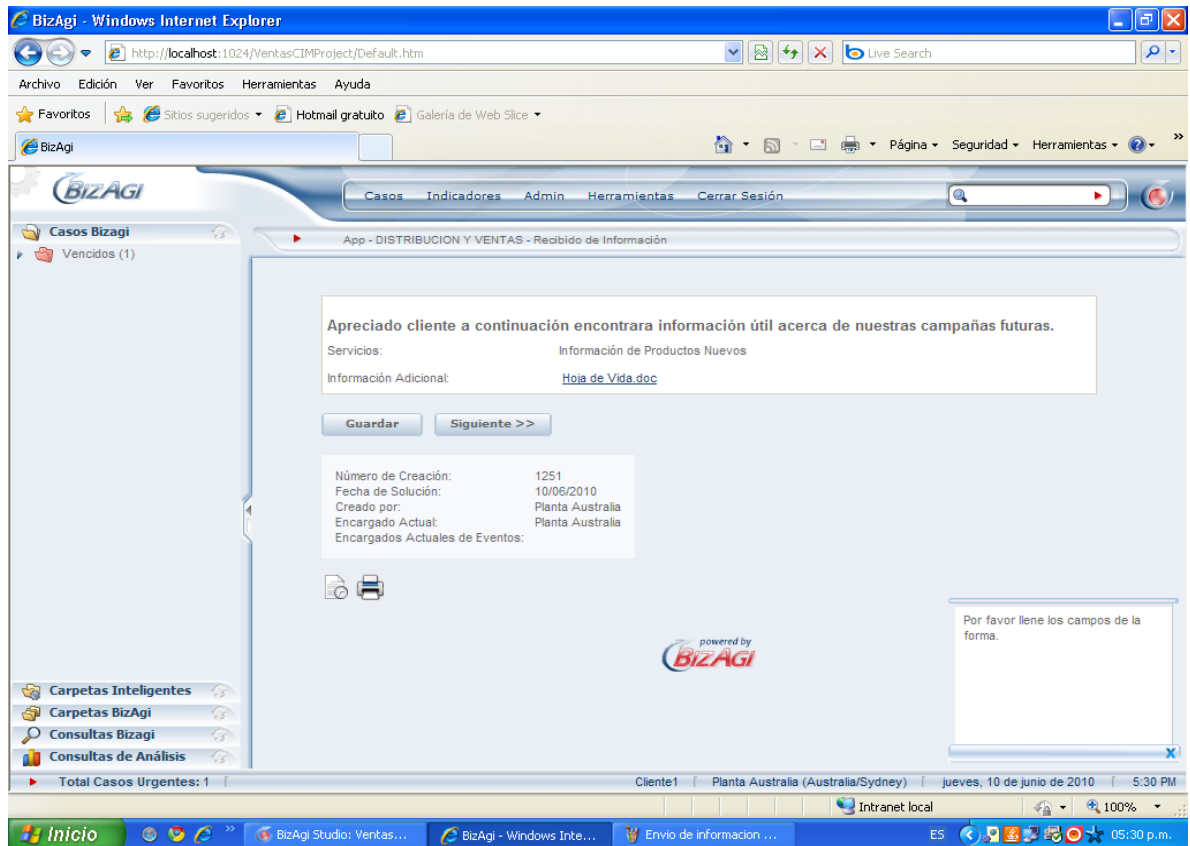 BizAgi - Windows Internet Explorer
http://localhost:1024/VentasCIMProject/Default.htm
Live Search
Archivo Edición Ver Favoritos Herramientas Ayuda
Favoritos Sitios sugeridos Hotmail gratuito Galería de Web Slice
BizAgi
Página Seguridad Herramientas »
BIZAGI
Casos Indicadores Admin Herramientas Cerrar Sesión
Casos Bizagi
Vencidos (1)
App - DISTRIBUCION Y VENTAS - Recibido de Información
Apreciado cliente a continuación encontrara información útil acerca de nuestras campañas futuras.
Servicios: Información de Productos Nuevos
Información Adicional: Hoja de Vida.doc
Guardar Siguiente >>
Número de Creación: 1251
Fecha de Solución: 10/06/2010
Creado por: Planta Australia
Encargado Actual: Planta Australia
Encargados Actuales de Eventos:
Por favor llene los campos de la
forma.
powered by
BIZAGI
Carpetas Inteligentes
Carpetas BizAgi
Consultas Bizagi
Consultas de Análisis
X
Total Casos Urgentes: 1 Cliente1 Planta Australia (Australia/Sydney) jueves, 10 de junio de 2010 5:30 PM
Intranet local 100%
Inicio » BizAgi Studio: Ventas... BizAgi - Windows Inte... Envio de informacion ... ES 05:30 p.m.